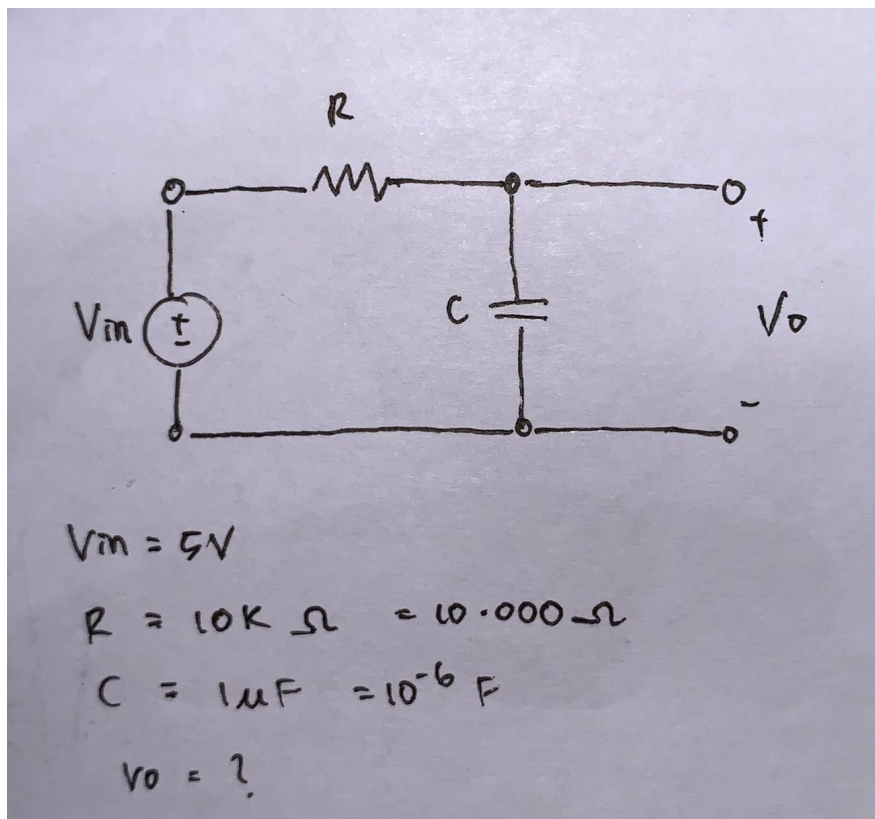 R
Vin
±
C
+
Vo
-
Vin = 5V
R = 10K Ω = 10.000 Ω
C = 1μF = 10⁻⁶ F
Vo = ?